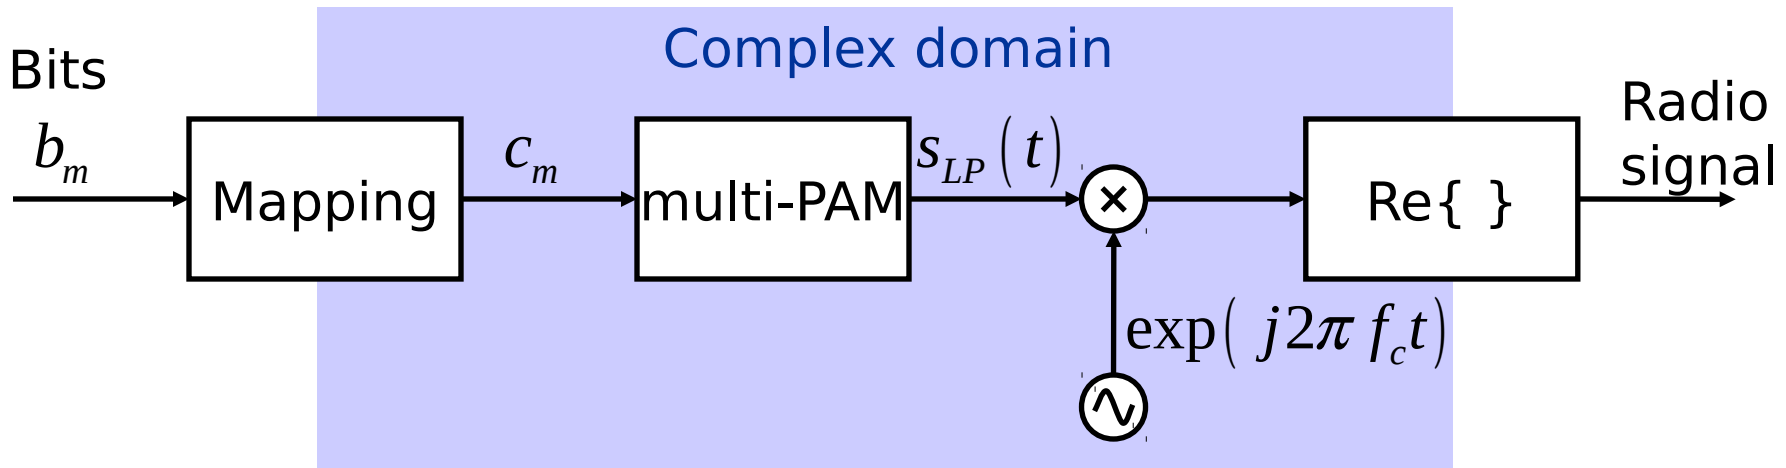 Complex domain
Bits
b_m
Mapping
c_m
multi-PAM
s_LP(t)
×
exp( j2π f_c t)
Re{ }
Radio
signal